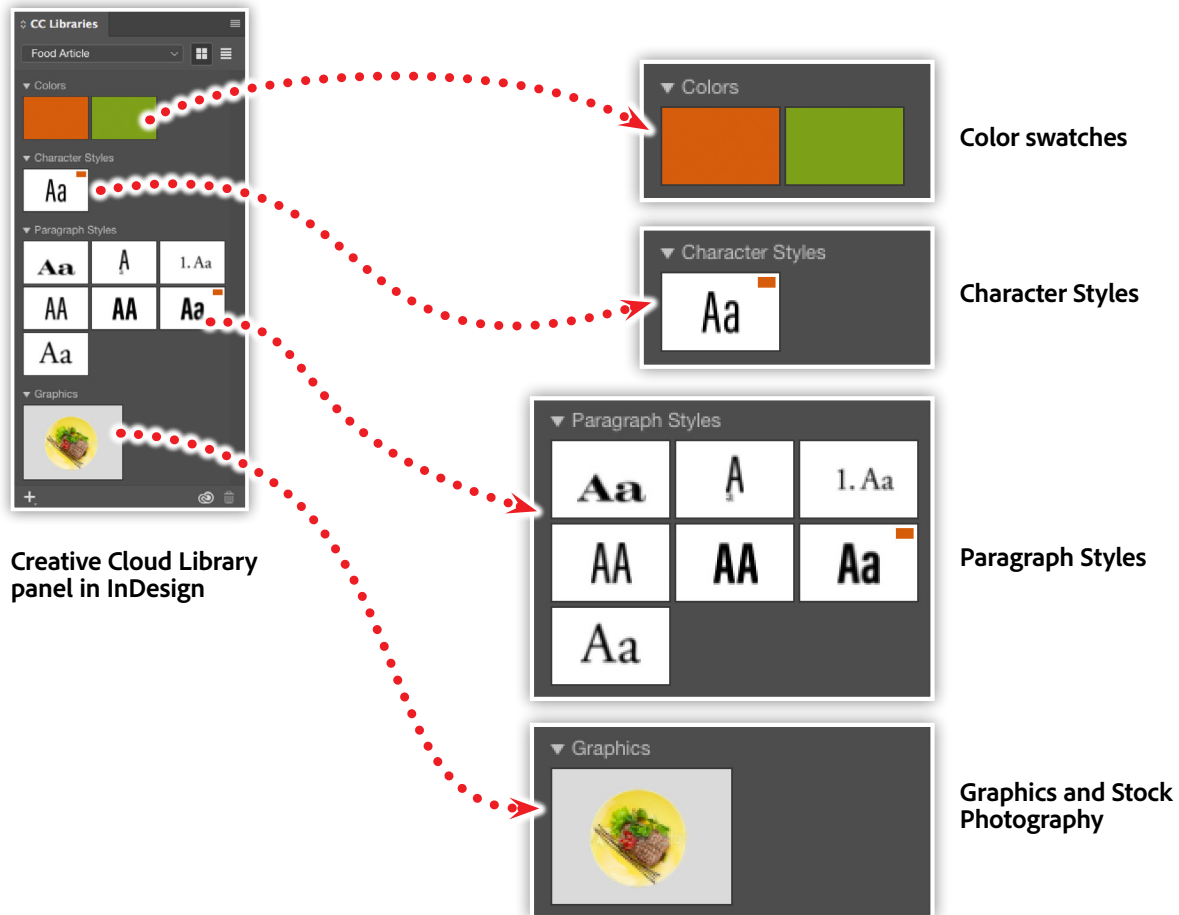 CC Libraries
Food Article
Colors
Character Styles
Aa
Paragraph Styles
Aa
A
1. Aa
AA
AA
Aa
Aa
Graphics
Creative Cloud Library
panel in InDesign
Colors
Color swatches
Character Styles
Aa
Character Styles
Paragraph Styles
Aa
A
1. Aa
AA
AA
Aa
Aa
Paragraph Styles
Graphics
Graphics and Stock
Photography